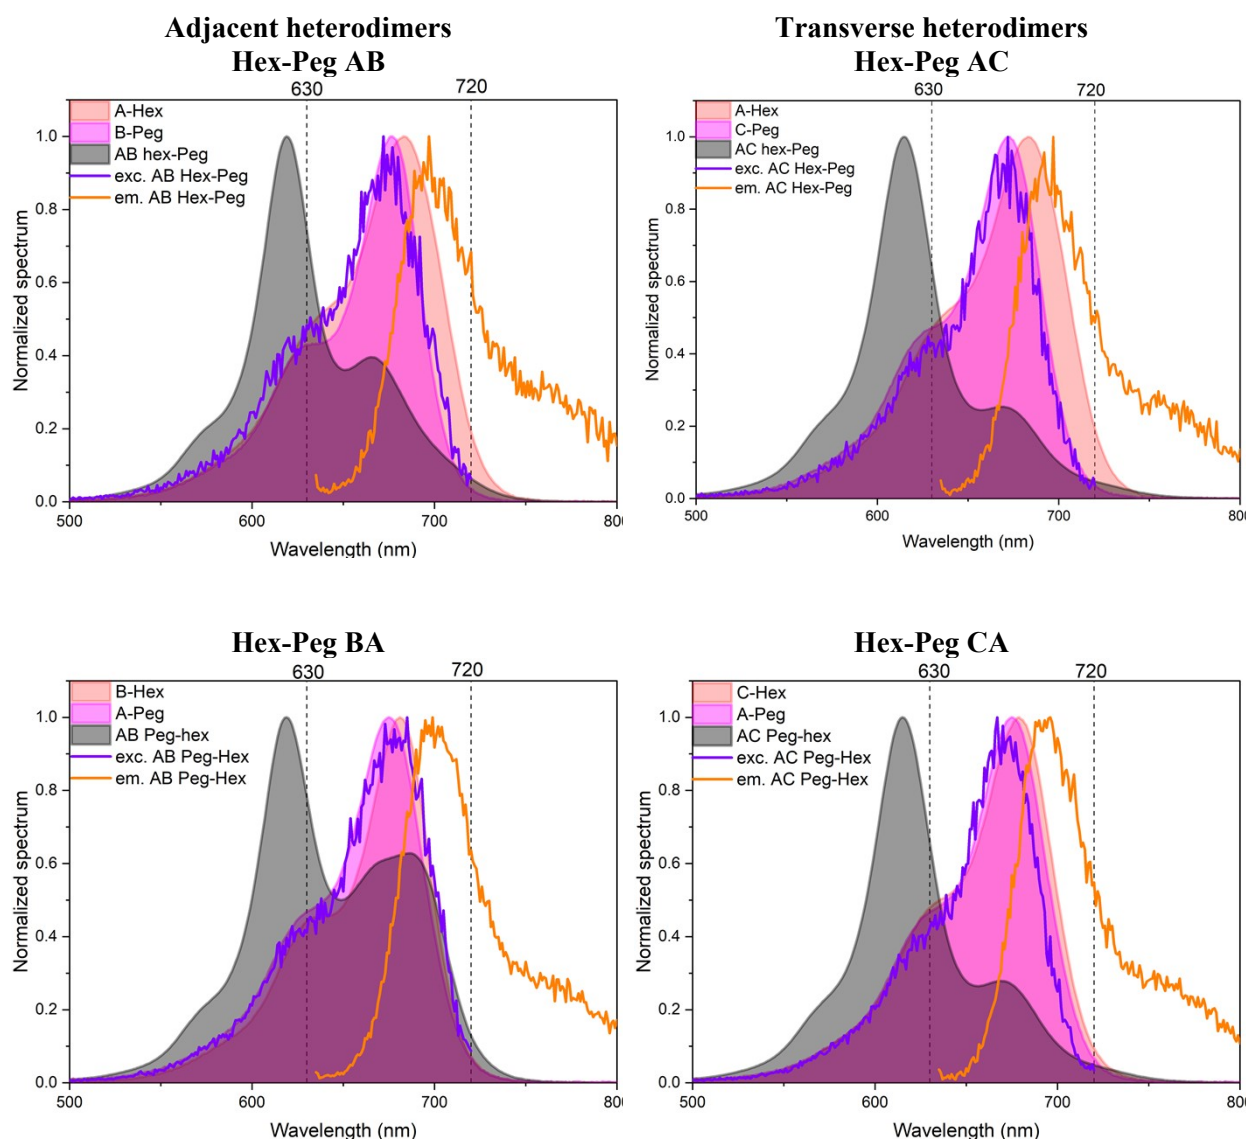 Adjacent heterodimers
Hex-Peg AB
630
720
A-Hex
B-Peg
AB hex-Peg
exc. AB Hex-Peg
em. AB Hex-Peg
Normalized spectrum
1.0
0.8
0.6
0.4
0.2
0.0
500
600
700
800
Wavelength (nm)
Transverse heterodimers
Hex-Peg AC
630
720
A-Hex
C-Peg
AC hex-Peg
exc. AC Hex-Peg
em. AC Hex-Peg
Normalized spectrum
1.0
0.8
0.6
0.4
0.2
0.0
500
600
700
800
Wavelength (nm)
Hex-Peg BA
630
720
B-Hex
A-Peg
AB Peg-hex
exc. AB Peg-Hex
em. AB Peg-Hex
Normalized spectrum
1.0
0.8
0.6
0.4
0.2
0.0
500
600
700
800
Wavelength (nm)
Hex-Peg CA
630
720
C-Hex
A-Peg
AC Peg-hex
exc. AC Peg-Hex
em. AC Peg-Hex
Normalized spectrum
1.0
0.8
0.6
0.4
0.2
0.0
500
600
700
800
Wavelength (nm)